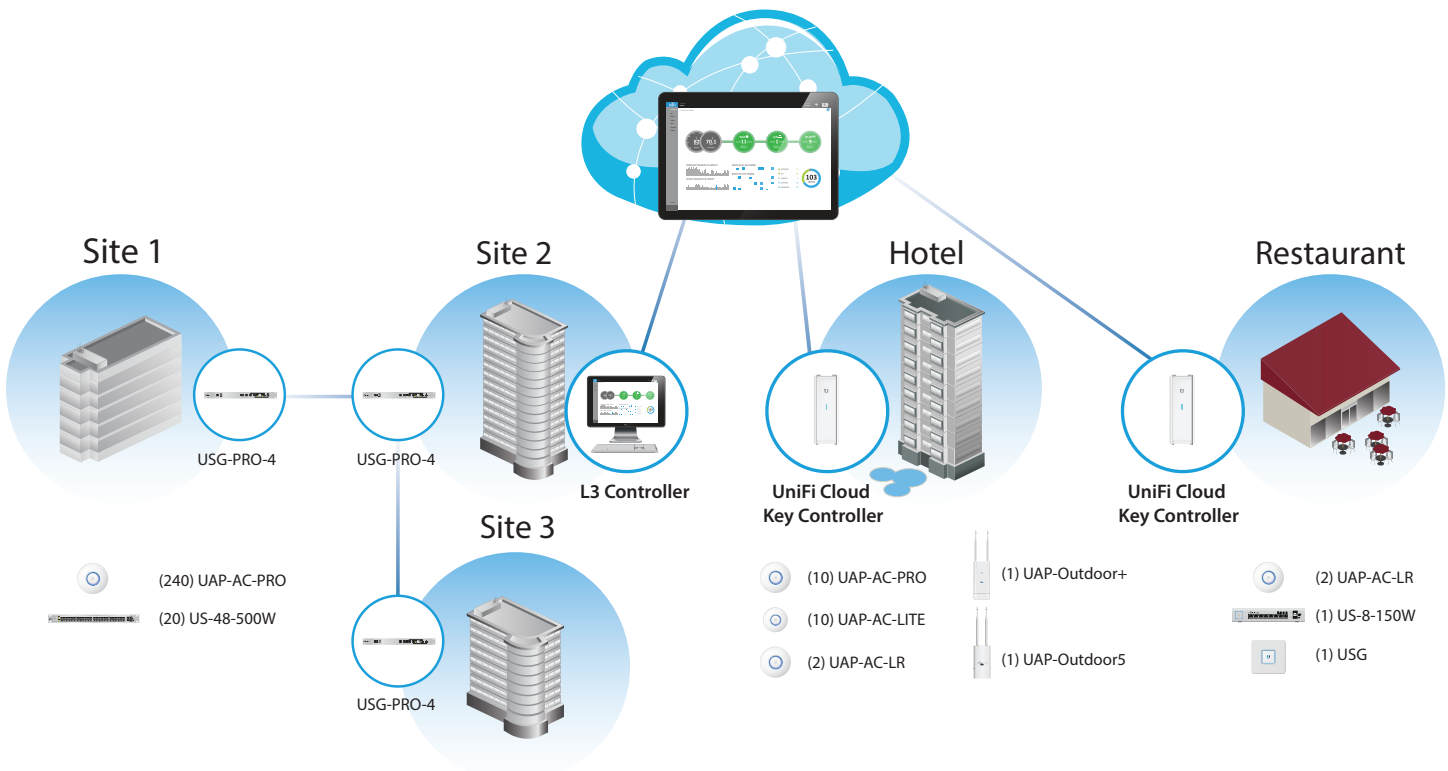 Site 1
Site 2
Hotel
Restaurant
USG-PRO-4
USG-PRO-4
L3 Controller
UniFi Cloud
Key Controller
UniFi Cloud
Key Controller
Site 3
USG-PRO-4
(240) UAP-AC-PRO
(20) US-48-500W
(10) UAP-AC-PRO
(10) UAP-AC-LITE
(2) UAP-AC-LR
(1) UAP-Outdoor+
(1) UAP-Outdoor5
(2) UAP-AC-LR
(1) US-8-150W
(1) USG
103